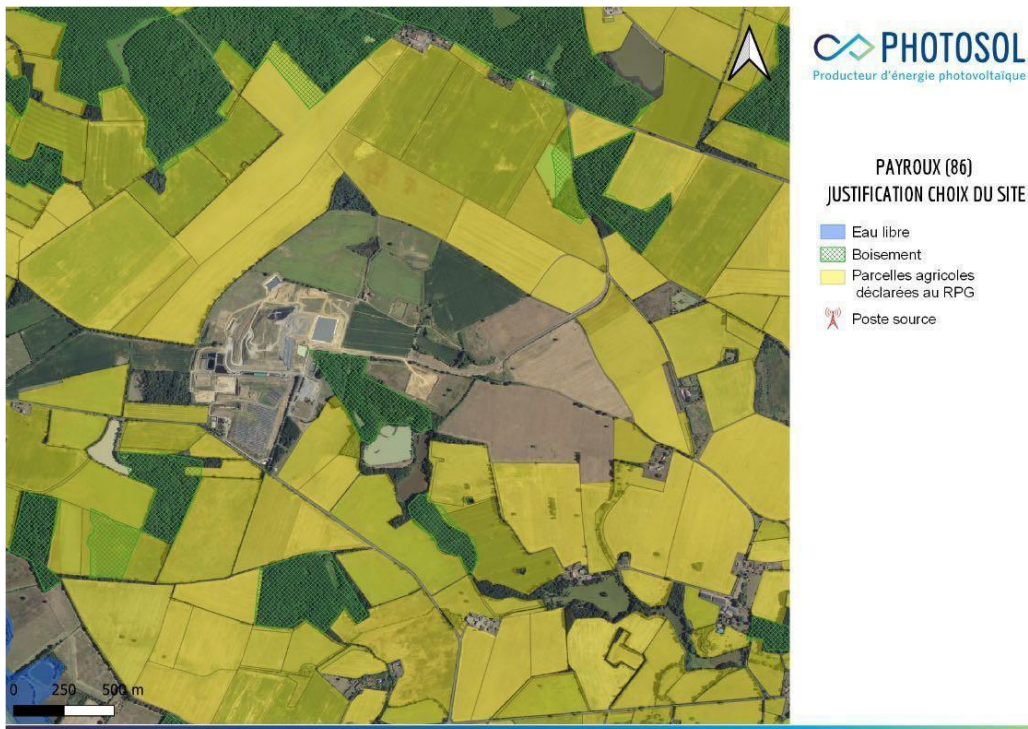 PHOTOSOL
Producteur d'énergie photovoltaïque
PAYROUX (86)
JUSTIFICATION CHOIX DU SITE
Eau libre
Boisement
Parcelles agricoles
déclarées au RPG
Poste source
0 250 500 m